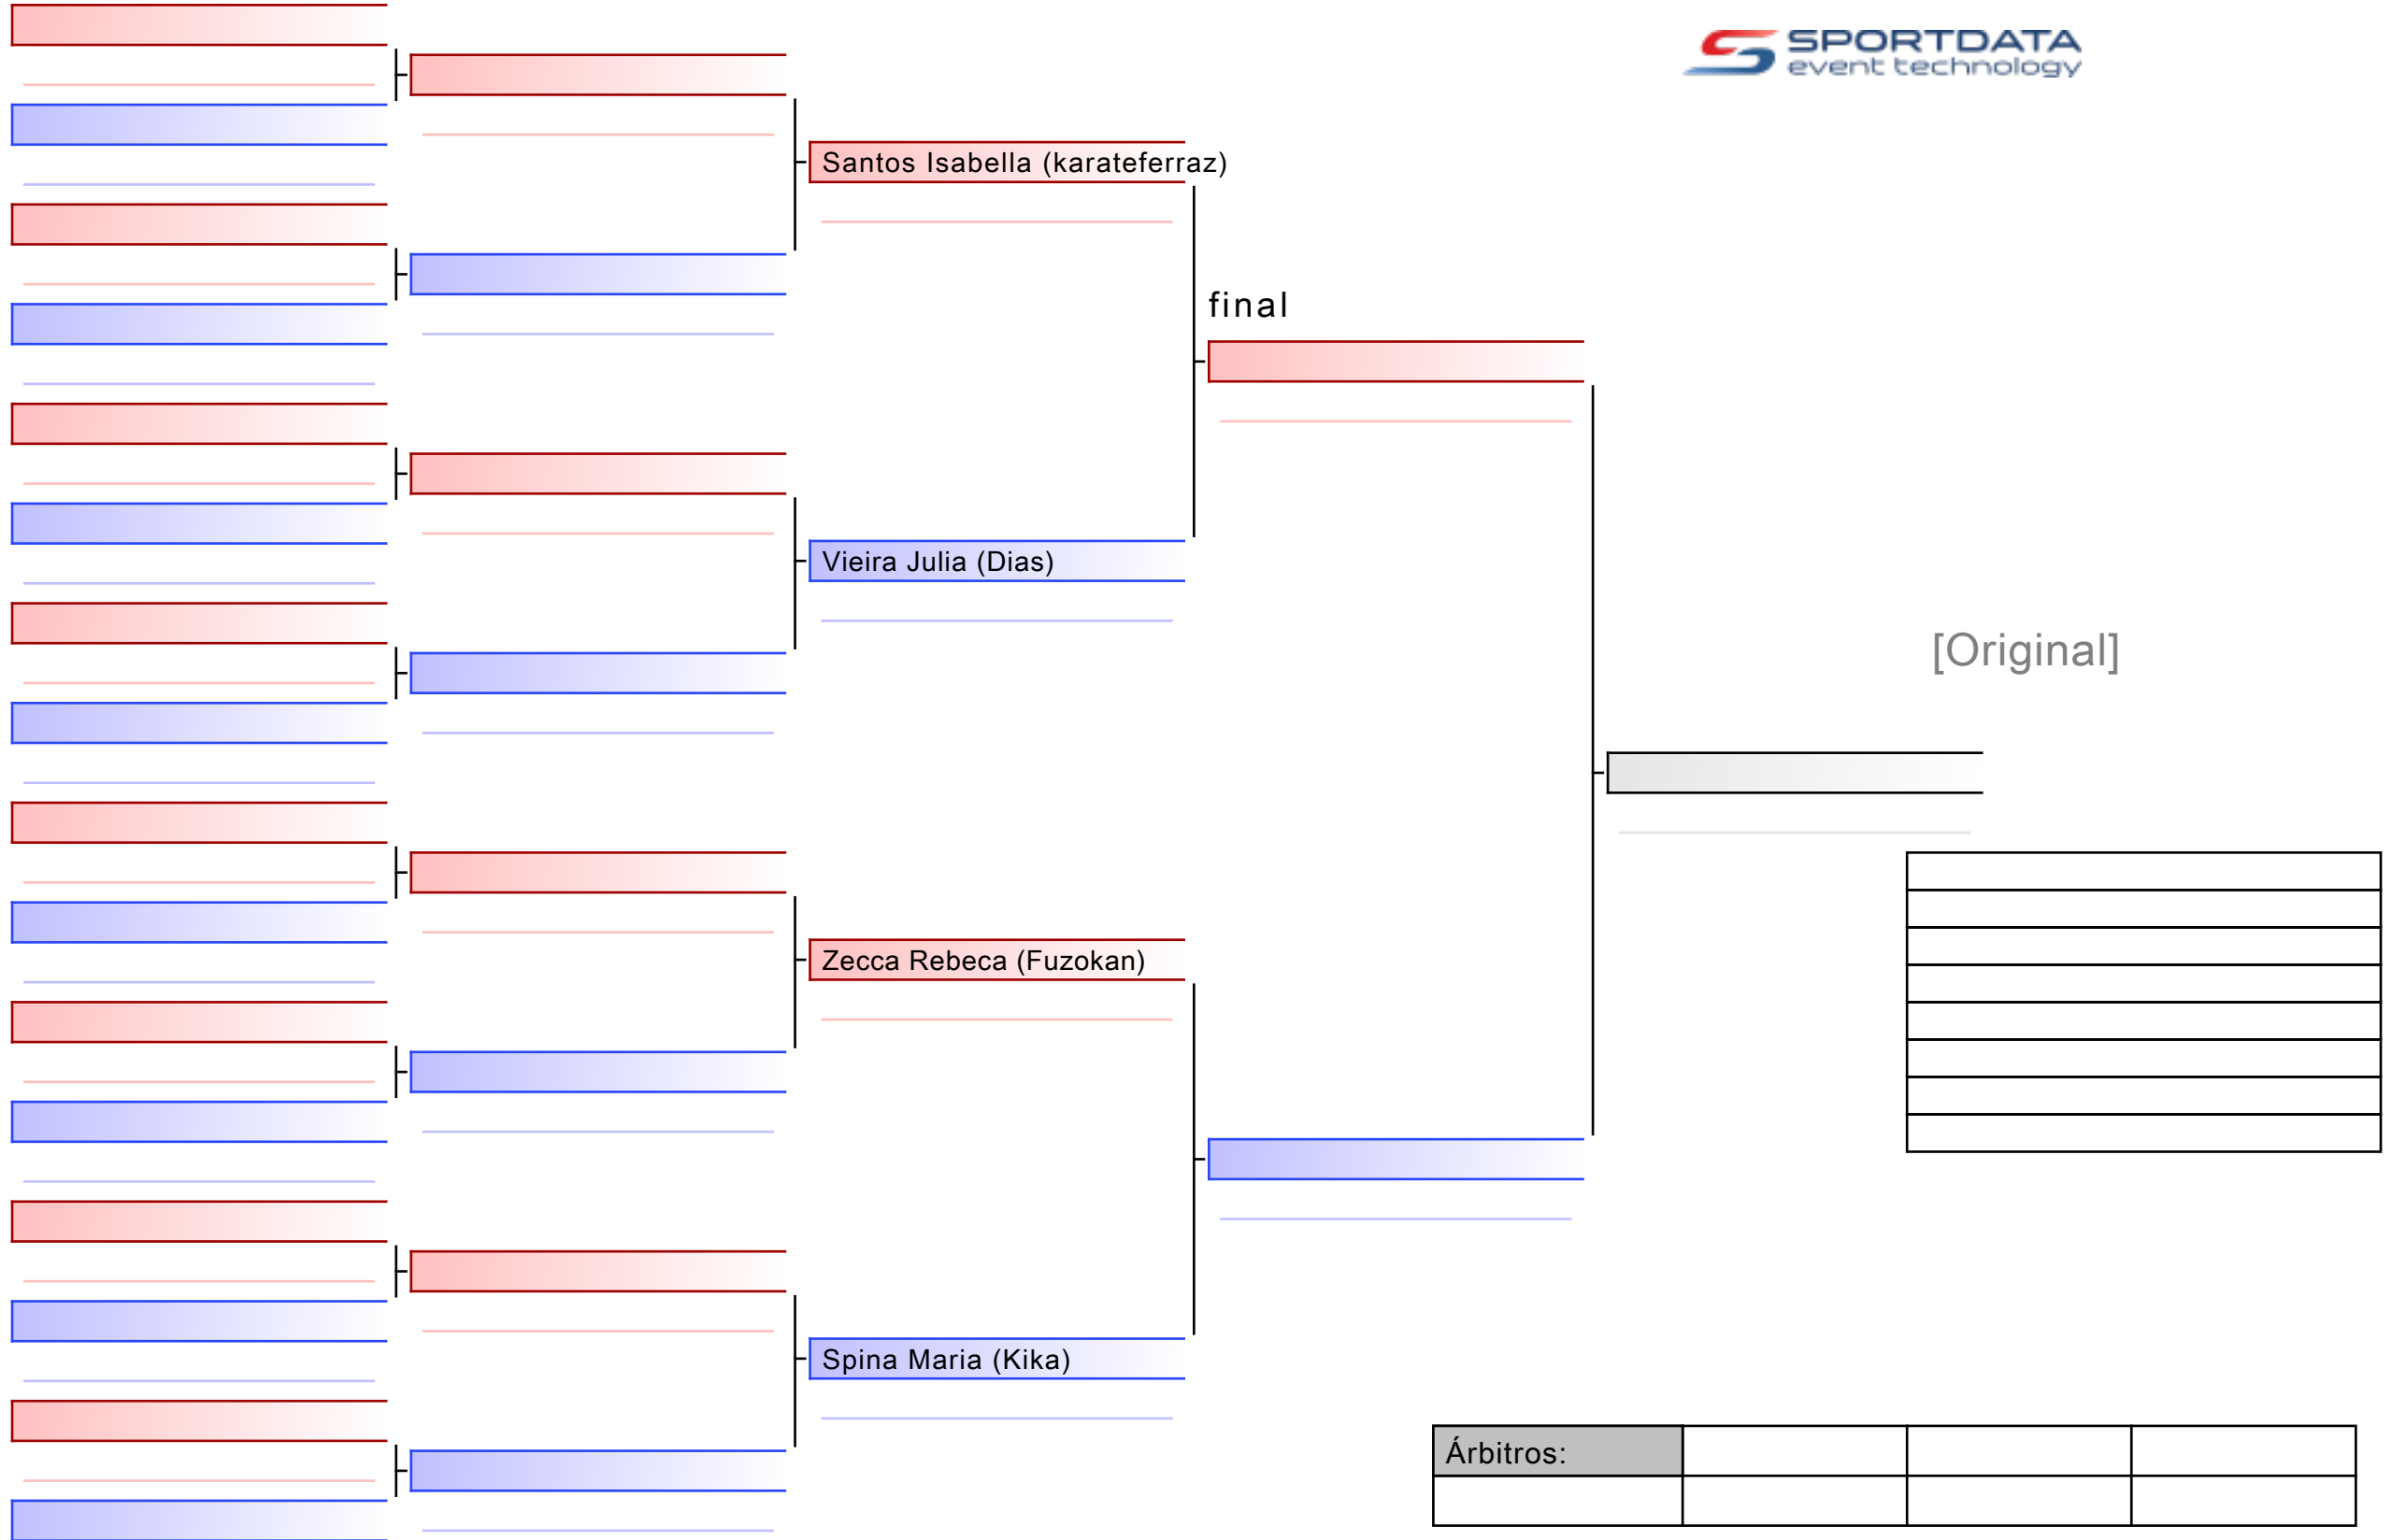 SPORTDATA
event technology
Santos Isabella (karateferraz)
final
Vieira Julia (Dias)
[Original]
Zecca Rebeca (Fuzokan)
Spina Maria (Kika)
Árbitros: